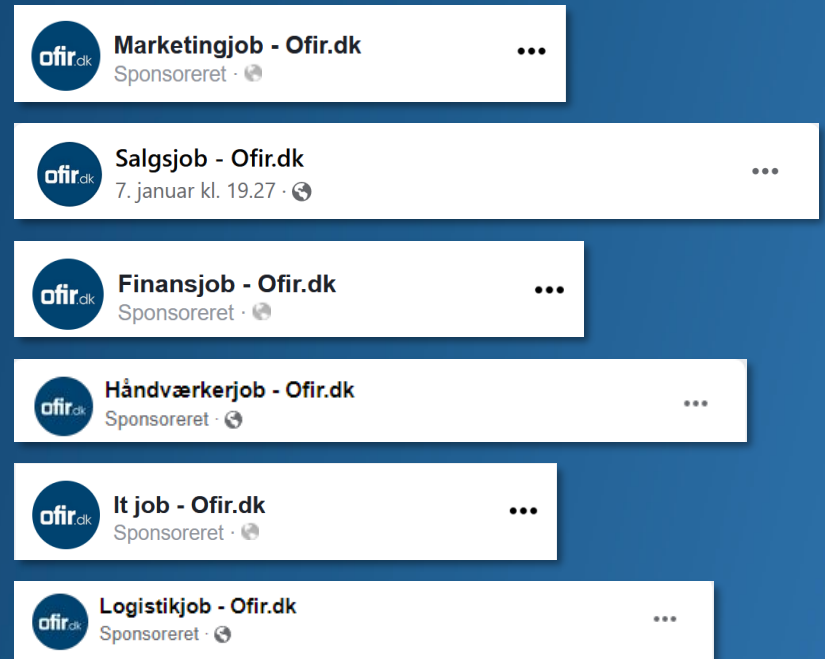 ofir.dk
Marketingjob - Ofir.dk
Sponsoreret ·
ofir.dk
Salgsjob - Ofir.dk
7. januar kl. 19.27 ·
ofir.dk
Finansjob - Ofir.dk
Sponsoreret ·
ofir.dk
Håndværkerjob - Ofir.dk
Sponsoreret ·
ofir.dk
It job - Ofir.dk
Sponsoreret ·
ofir.dk
Logistikjob - Ofir.dk
Sponsoreret ·